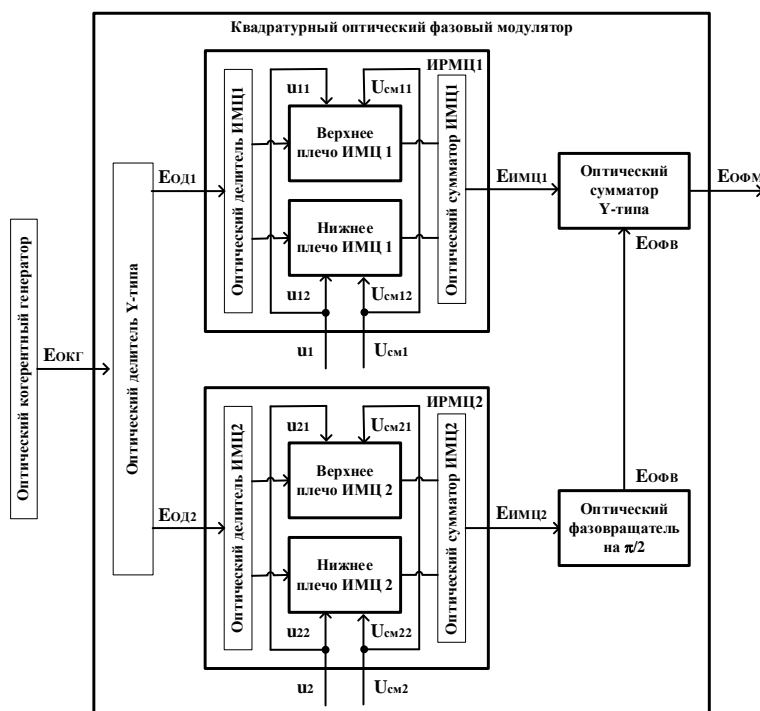 Квадратурный оптический фазовый модулятор
ИРМЦ1
u11
Uсм11
Оптический делитель ИМЦ1
Верхнее
плечо ИМЦ 1
Нижнее
плечо ИМЦ 1
Оптический сумматор ИМЦ1
u12
Uсм12
u1
Uсм1
EОД1
EИМЦ1
Оптический
сумматор
Y-типа
EОФМ
EОФВ
Оптический когерентный генератор
EОКГ
Оптический делитель Y-типа
ИРМЦ2
u21
Uсм21
Оптический делитель ИМЦ2
Верхнее
плечо ИМЦ 2
Нижнее
плечо ИМЦ 2
Оптический сумматор ИМЦ2
u22
Uсм22
u2
Uсм2
EОД2
EИМЦ2
EОФВ
Оптический
фазовращатель
на π/2